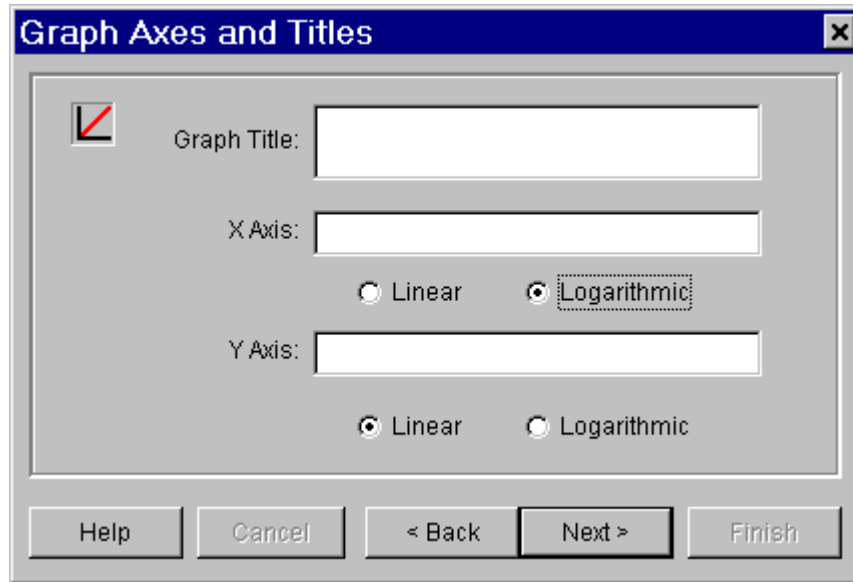 Graph Axes and Titles
Graph Title:
X Axis:
Linear Logarithmic
Y Axis:
Linear Logarithmic
Help Cancel < Back Next > Finish